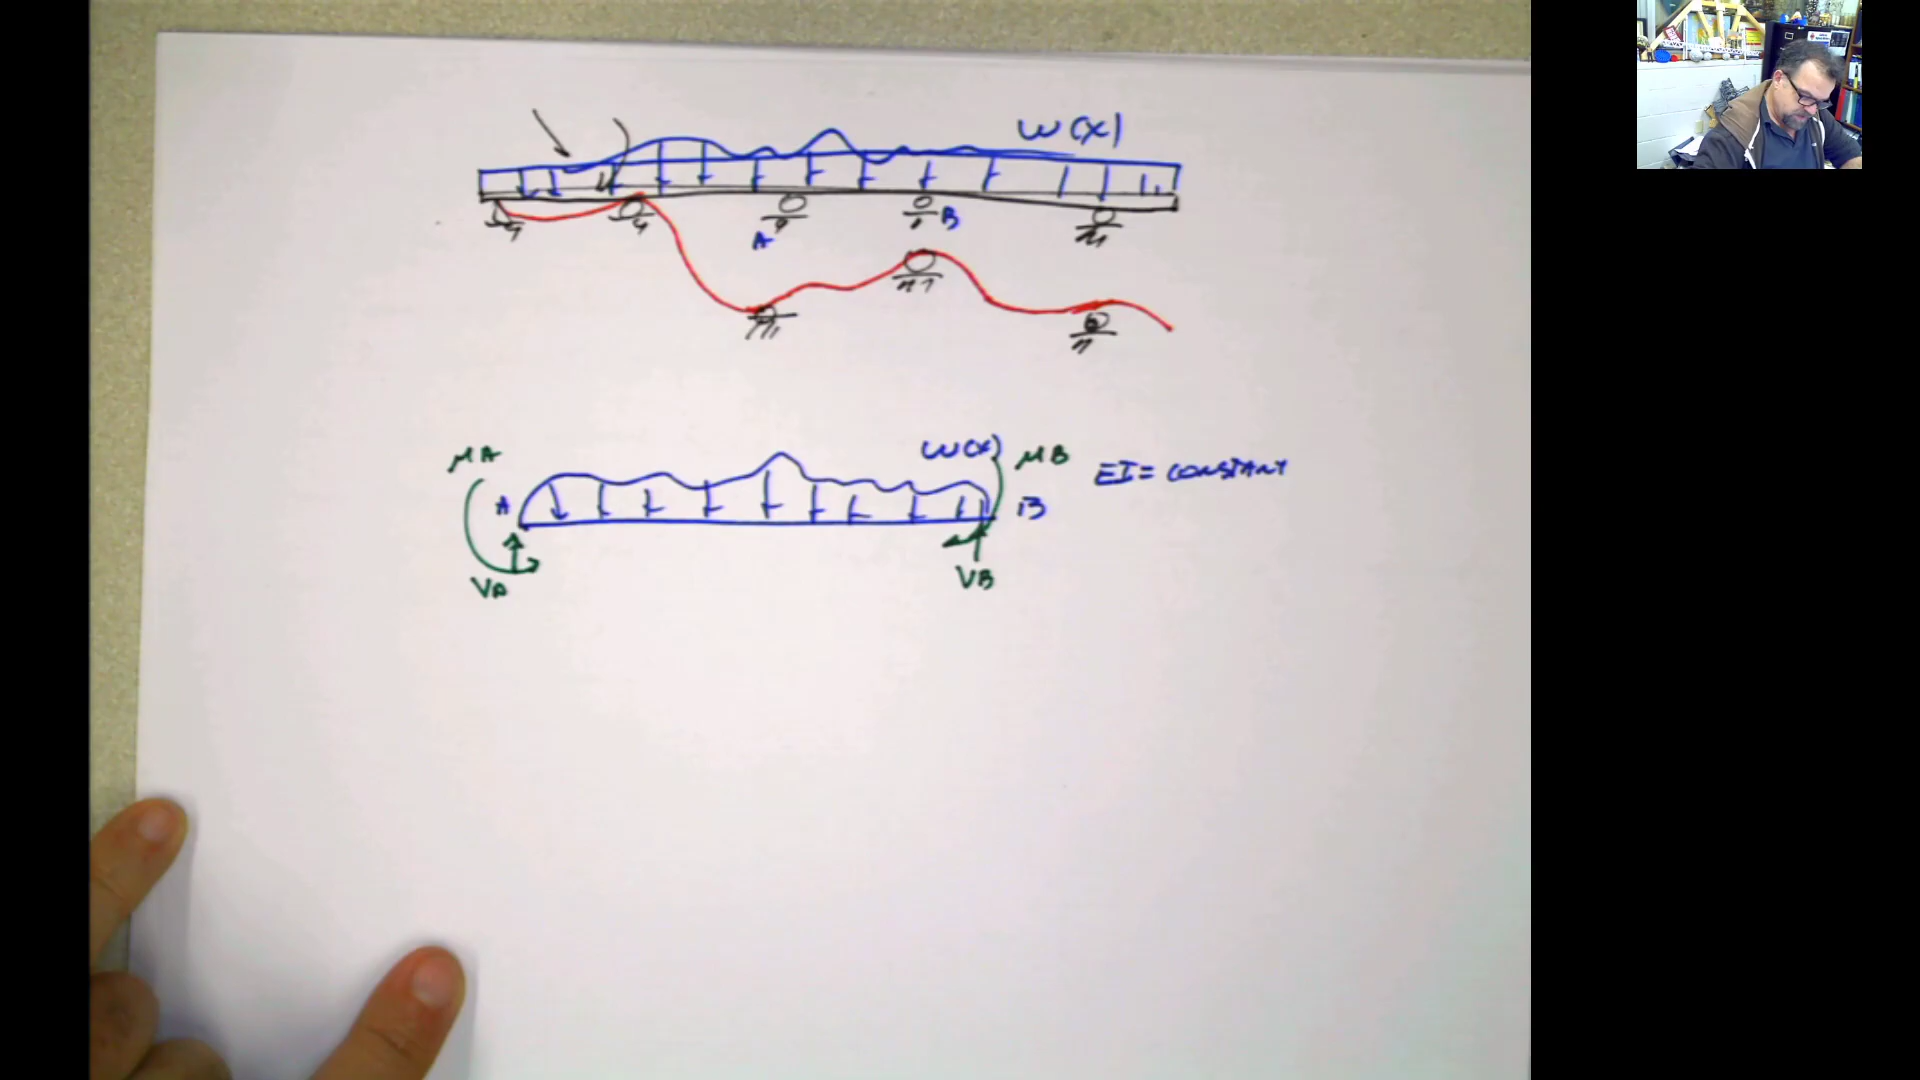 W(X)
A
B
MA
W(X)
MB
EI = CONSTANT
A
B
VA
VB